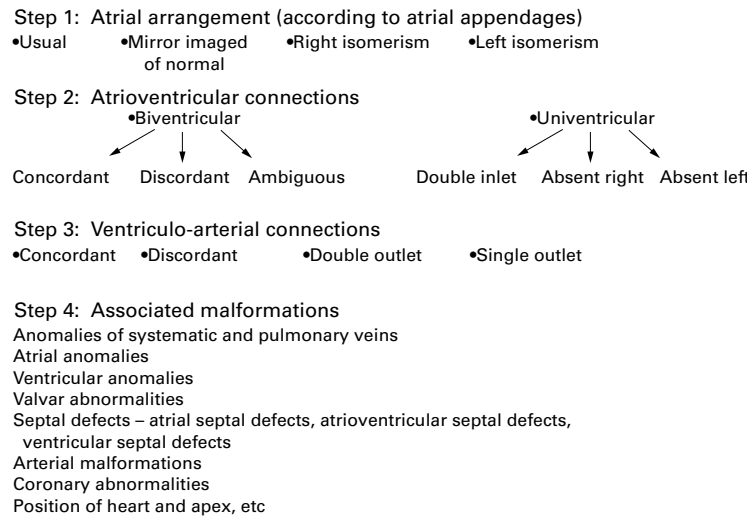 Step 1: Atrial arrangement (according to atrial appendages)
•Usual •Mirror imaged of normal •Right isomerism •Left isomerism
Step 2: Atrioventricular connections
•Biventricular •Univentricular
Concordant Discordant Ambiguous Double inlet Absent right Absent left
Step 3: Ventriculo-arterial connections
•Concordant •Discordant •Double outlet •Single outlet
Step 4: Associated malformations
Anomalies of systematic and pulmonary veins
Atrial anomalies
Ventricular anomalies
Valvar abnormalities
Septal defects – atrial septal defects, atrioventricular septal defects,
ventricular septal defects
Arterial malformations
Coronary abnormalities
Position of heart and apex, etc